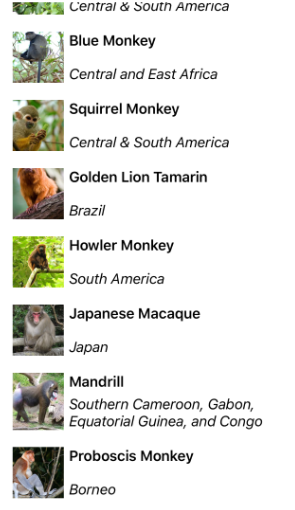 Central & South America
Blue Monkey
Central and East Africa
Squirrel Monkey
Central & South America
Golden Lion Tamarin
Brazil
Howler Monkey
South America
Japanese Macaque
Japan
Mandrill
Southern Cameroon, Gabon,
Equatorial Guinea, and Congo
Proboscis Monkey
Borneo